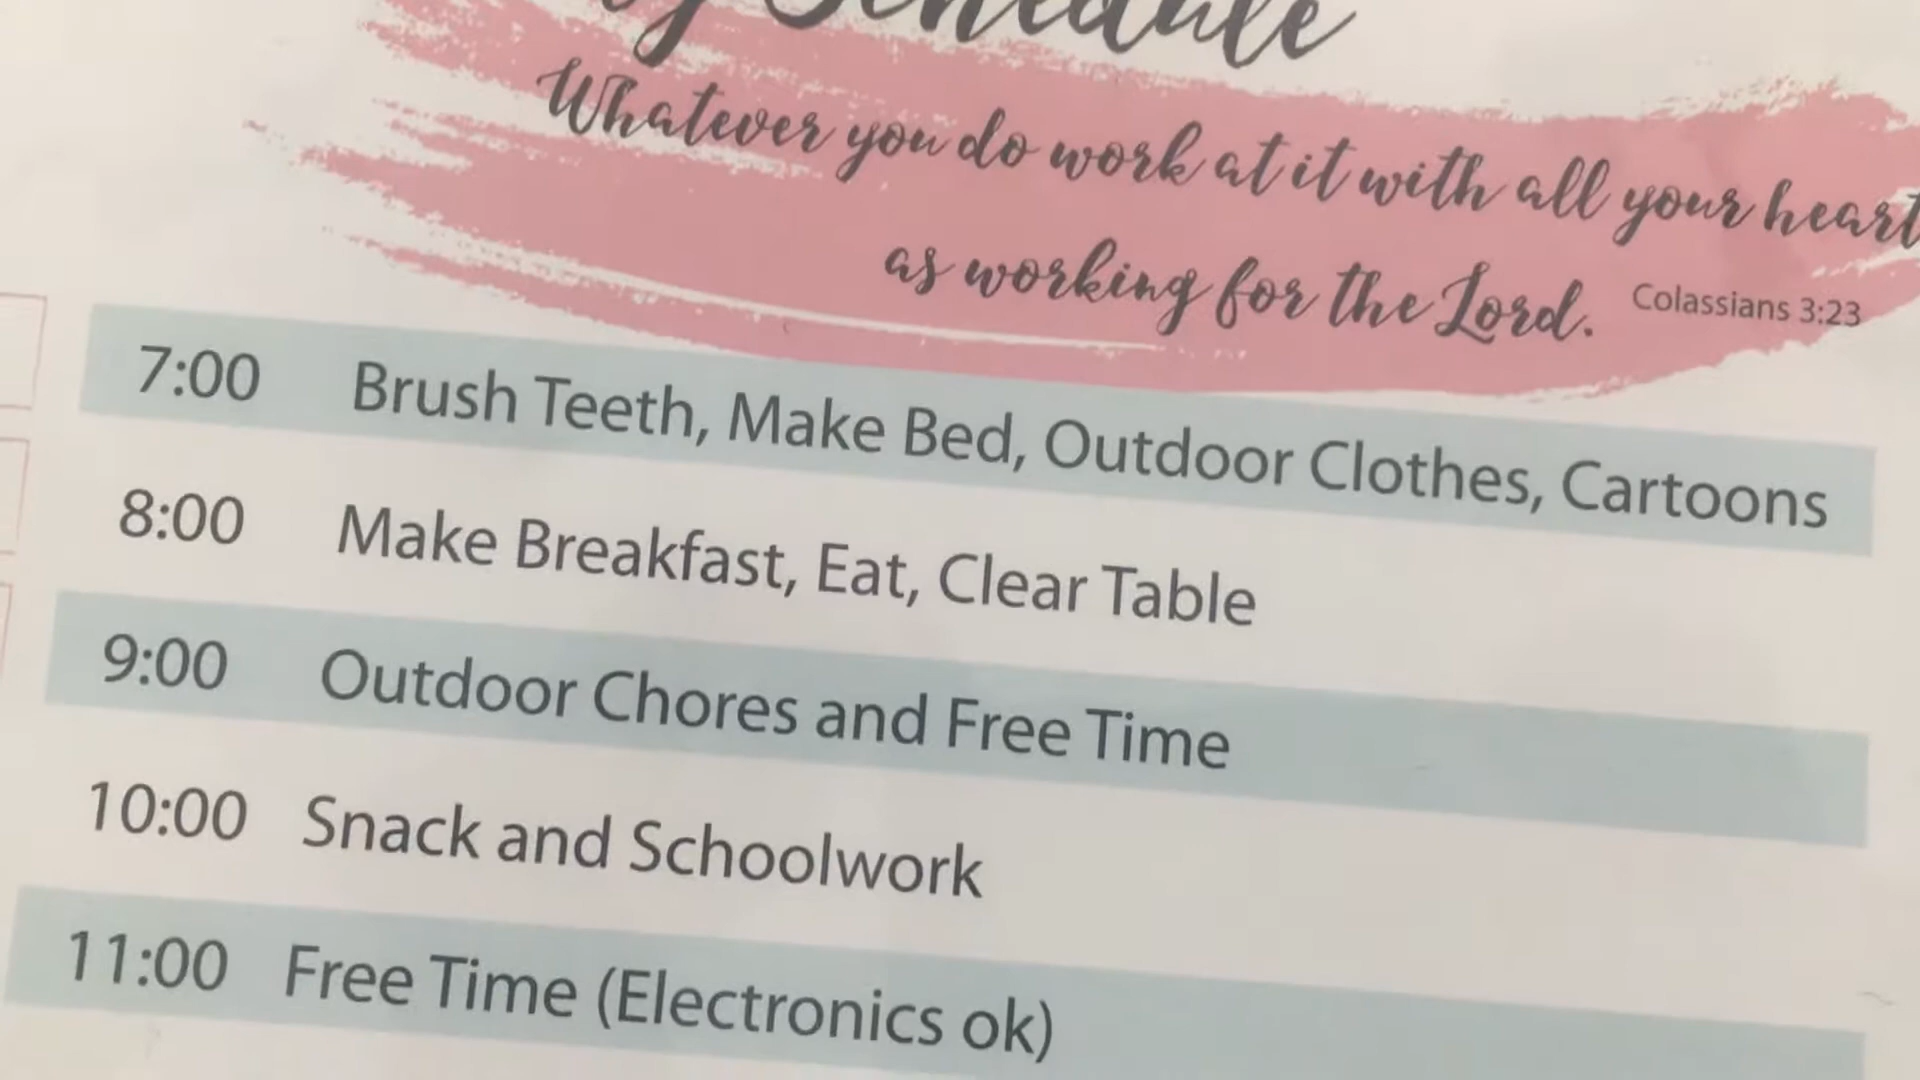 Schedule
Whatever you do work at it with all your heart
as working for the Lord.
Colassians 3:23
7:00 Brush Teeth, Make Bed, Outdoor Clothes, Cartoons
8:00 Make Breakfast, Eat, Clear Table
9:00 Outdoor Chores and Free Time
10:00 Snack and Schoolwork
11:00 Free Time (Electronics ok)